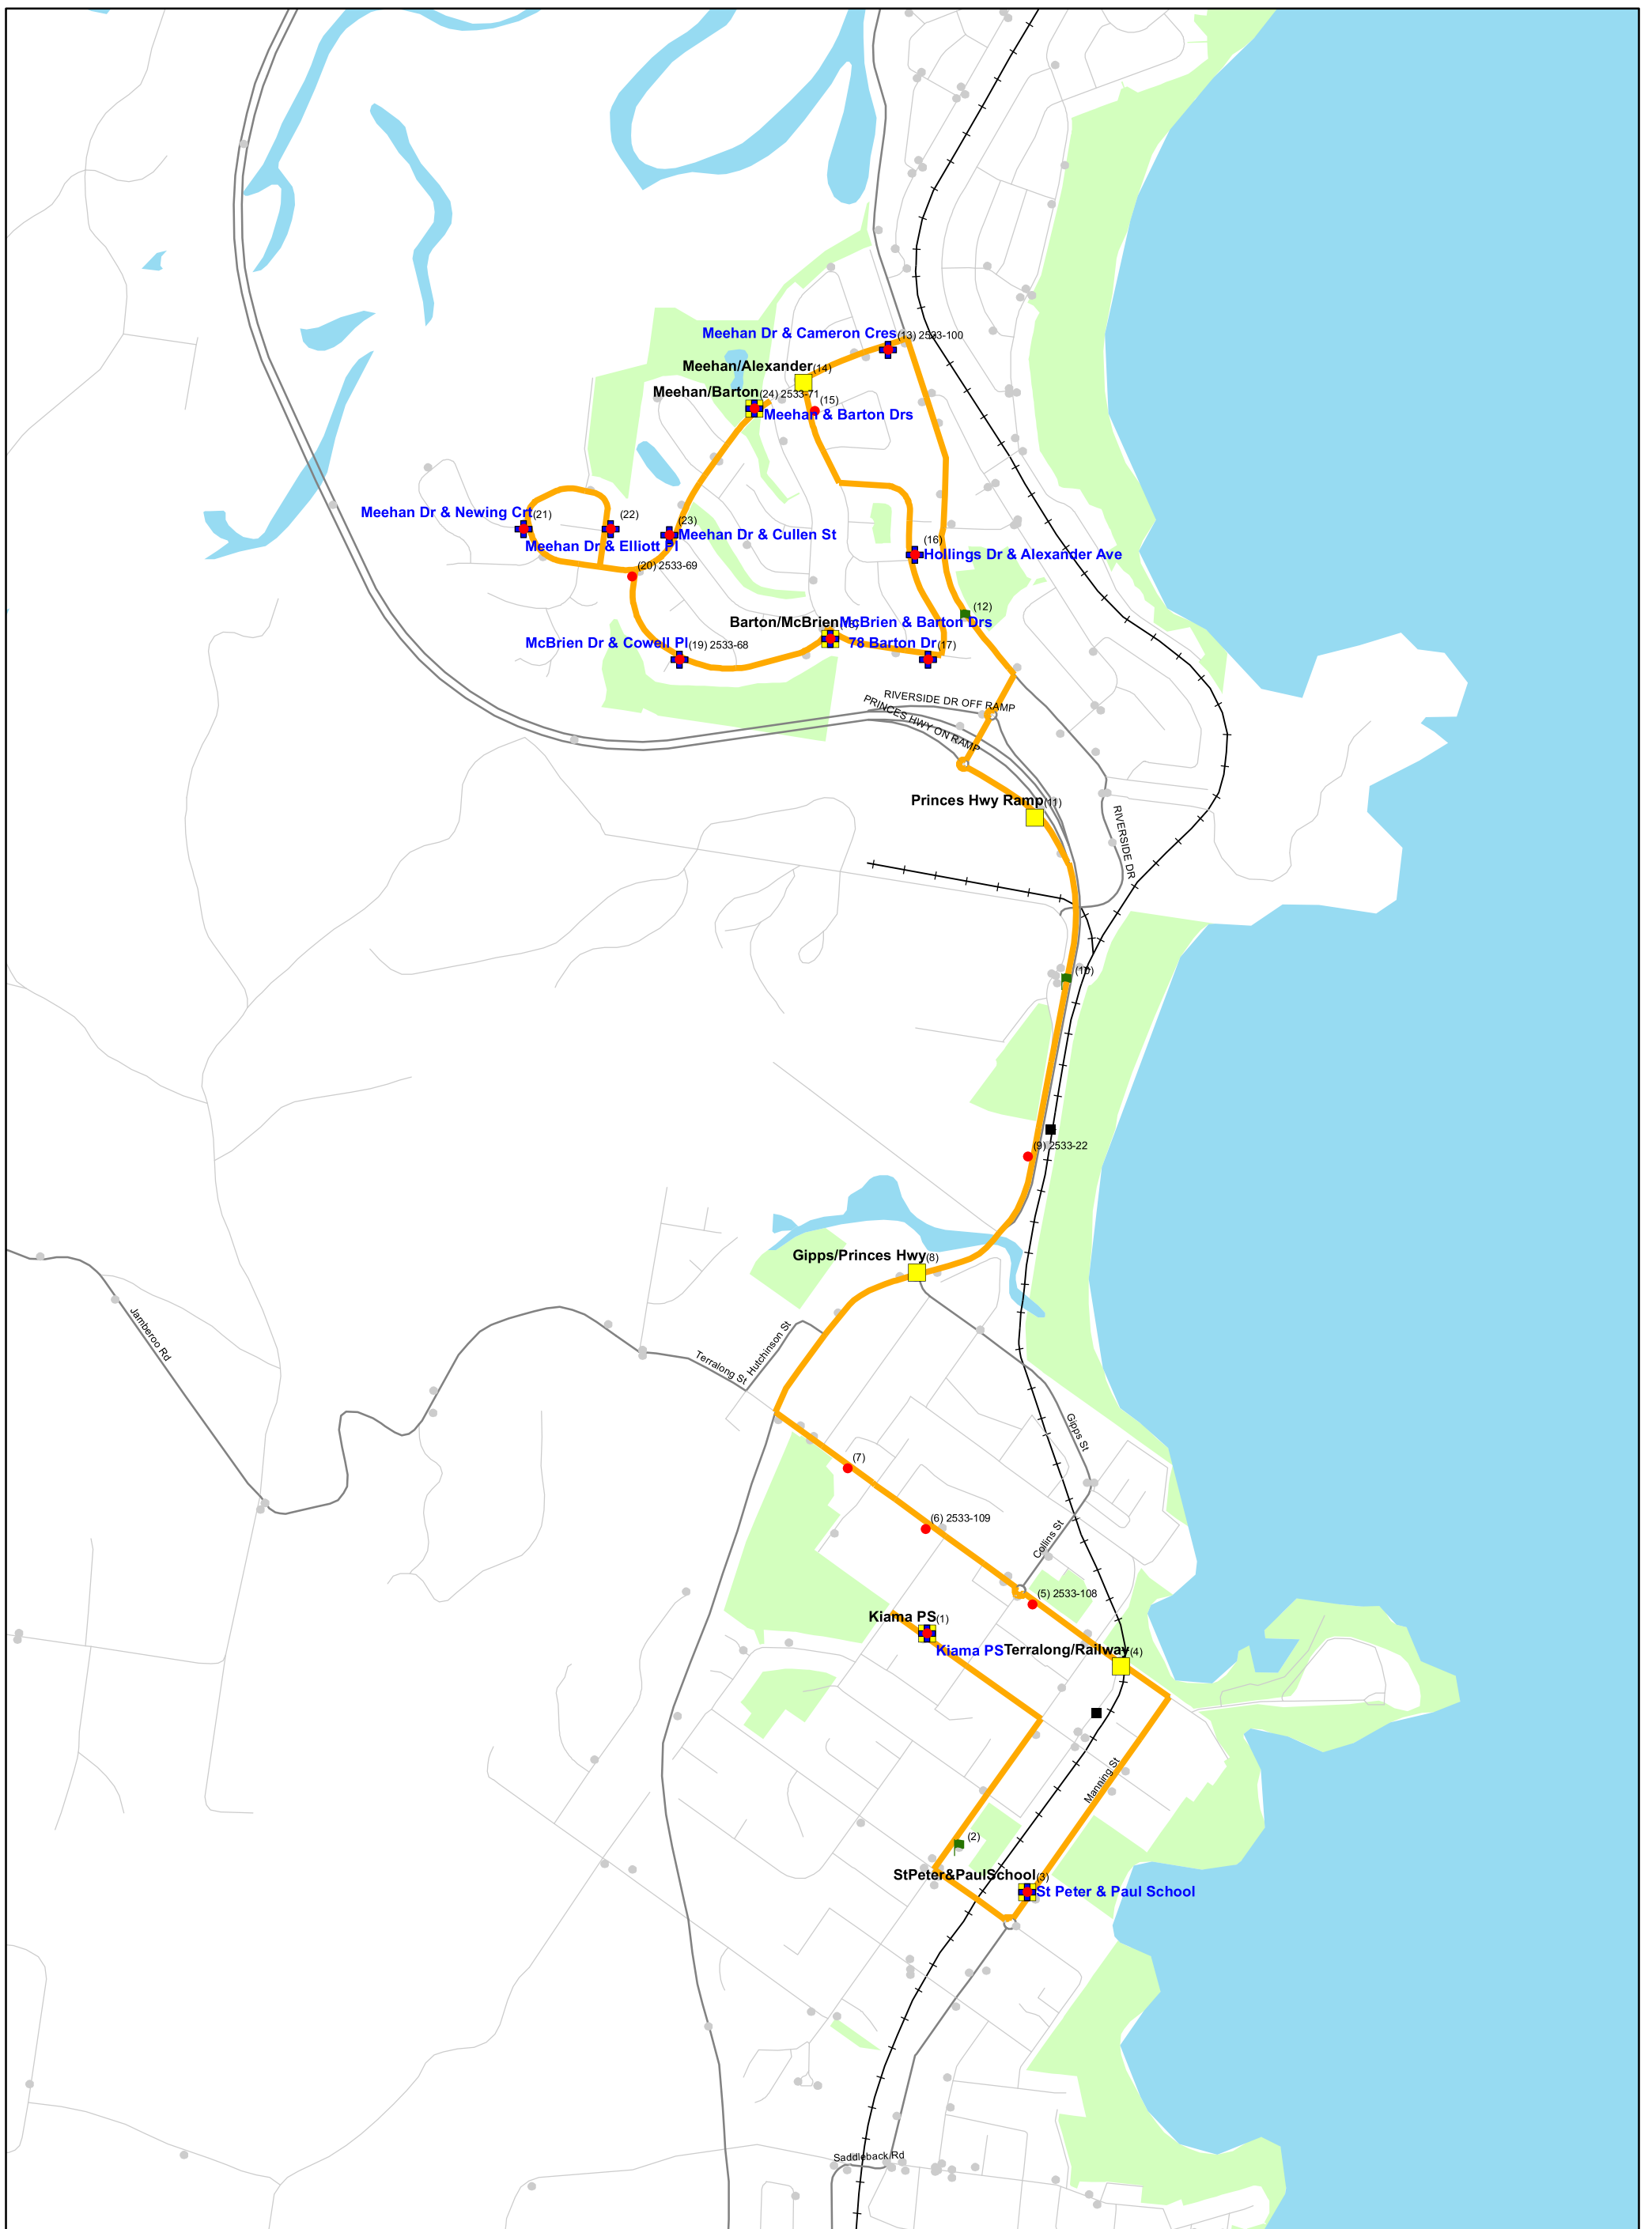 Meehan Dr & Cameron Cres(13) 2533-100
Meehan/Alexander(14)
Meehan/Barton(24) 2533-71
(15)
Meehan & Barton Drs
Meehan Dr & Newing Crt(21)
(22)
(23)
Meehan Dr & Cullen St
Meehan Dr & Elliott Pl
(16)
Hollings Dr & Alexander Ave
(20) 2533-69
(12)
Barton/McBrien
McBrien & Barton Drs
McBrien Dr & Cowell Pl(19) 2533-68
78 Barton Dr(17)
RIVERSIDE DR OFF RAMP
PRINCES HWY ON RAMP
Princes Hwy Ramp(11)
RIVERSIDE DR
(10)
(9) 2533-22
Gipps/Princes Hwy(8)
Jamberoo Rd
Hutchinson St
Terralong St
Gipps St
(7)
(6) 2533-109
Collins St
(5) 2533-108
Kiama PS(1)
Kiama PS
Terralong/Railway(4)
Manning St
(2)
StPeter&PaulSchool(3)
St Peter & Paul School
Saddleback Rd